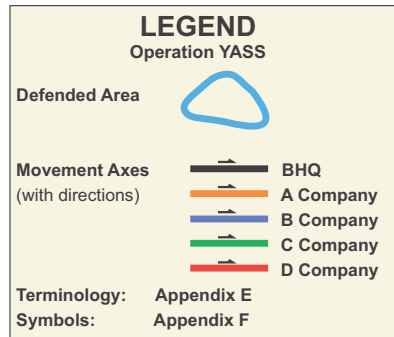 LEGEND
Operation YASS
Defended Area
Movement Axes
(with directions)
BHQ
A Company
B Company
C Company
D Company
Terminology: Appendix E
Symbols: Appendix F